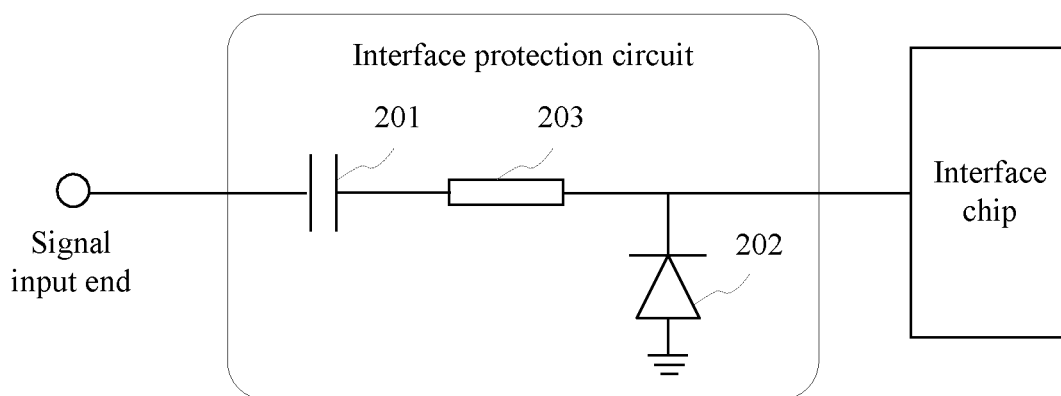 Interface protection circuit
201
203
Signal
input end
202
Interface
chip